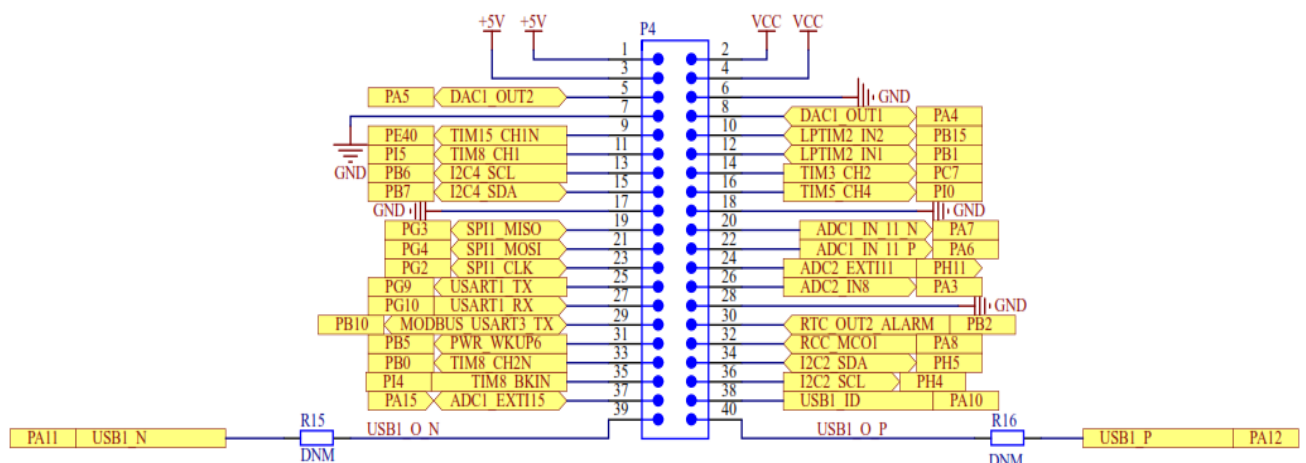 +5V +5V P4 VCC VCC
1 2
3 4
PA5 DAC1_OUT2 5 6 GND
7 8 DAC1_OUT1 PA4
PE40 TIM15_CH1N 9 10 LPTIM2_IN2 PB15
PI5 TIM8_CH1 11 12 LPTIM2_IN1 PB1
GND PB6 I2C4_SCL 13 14 TIM3_CH2 PC7
PB7 I2C4_SDA 15 16 TIM5_CH4 PI0
GND 17 18 GND
PG3 SPI1_MISO 19 20 ADC1_IN_11_N PA7
PG4 SPI1_MOSI 21 22 ADC1_IN_11_P PA6
PG2 SPI1_CLK 23 24 ADC2_EXTI11 PH11
PG9 USART1_TX 25 26 ADC2_IN8 PA3
PG10 USART1_RX 27 28 GND
PB10 MODBUS_USART3_TX 29 30 RTC_OUT2_ALARM PB2
PB5 PWR_WKUP6 31 32 RCC_MCO1 PA8
PB0 TIM8_CH2N 33 34 I2C2_SDA PH5
PI4 TIM8_BKIN 35 36 I2C2_SCL PH4
PA15 ADC1_EXTI15 37 38 USB1_ID PA10
39 40
R15 USB1_O_N USB1_O_P R16
PA11 USB1_N USB1_P PA12
DNM DNM